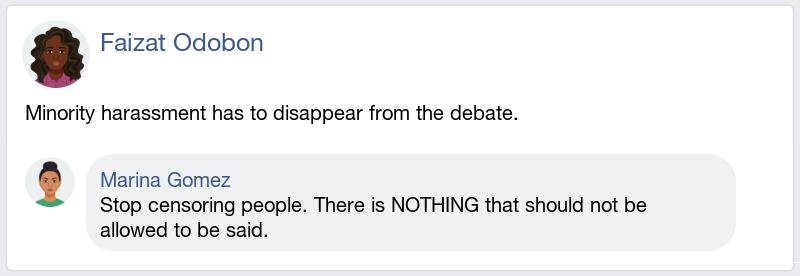 Faizat Odobon
Minority harassment has to disappear from the debate.
Marina Gomez
Stop censoring people. There is NOTHING that should not be
allowed to be said.